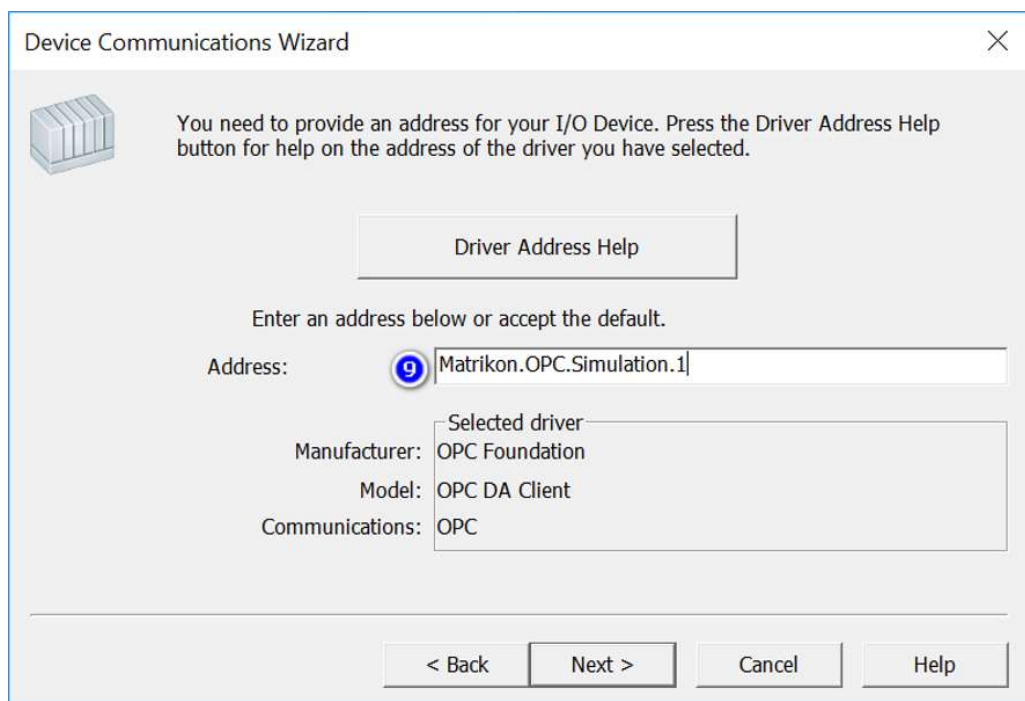 Device Communications Wizard
You need to provide an address for your I/O Device. Press the Driver Address Help
button for help on the address of the driver you have selected.
Driver Address Help
Enter an address below or accept the default.
Address: 9 Matrikon.OPC.Simulation.1
Selected driver
Manufacturer: OPC Foundation
Model: OPC DA Client
Communications: OPC
< Back Next > Cancel Help